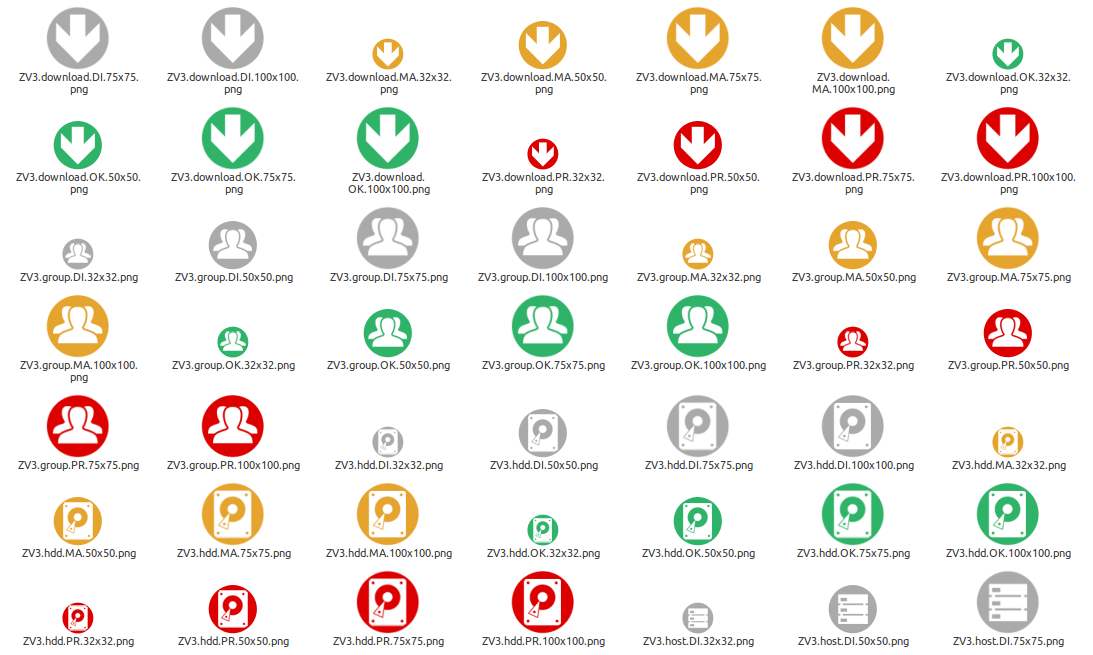 ZV3.download.DI.75x75.
png
ZV3.download.DI.100x100.
png
ZV3.download.MA.32x32.
png
ZV3.download.MA.50x50.
png
ZV3.download.MA.75x75.
png
ZV3.download.
MA.100x100.png
ZV3.download.OK.32x32.
png
ZV3.download.OK.50x50.
png
ZV3.download.OK.75x75.
png
ZV3.download.
OK.100x100.png
ZV3.download.PR.32x32.
png
ZV3.download.PR.50x50.
png
ZV3.download.PR.75x75.
png
ZV3.download.PR.100x100.
png
ZV3.group.DI.32x32.png
ZV3.group.DI.50x50.png
ZV3.group.DI.75x75.png
ZV3.group.DI.100x100.png
ZV3.group.MA.32x32.png
ZV3.group.MA.50x50.png
ZV3.group.MA.75x75.png
ZV3.group.MA.100x100.
png
ZV3.group.OK.32x32.png
ZV3.group.OK.50x50.png
ZV3.group.OK.75x75.png
ZV3.group.OK.100x100.png
ZV3.group.PR.32x32.png
ZV3.group.PR.50x50.png
ZV3.group.PR.75x75.png
ZV3.group.PR.100x100.png
ZV3.hdd.DI.32x32.png
ZV3.hdd.DI.50x50.png
ZV3.hdd.DI.75x75.png
ZV3.hdd.DI.100x100.png
ZV3.hdd.MA.32x32.png
ZV3.hdd.MA.50x50.png
ZV3.hdd.MA.75x75.png
ZV3.hdd.MA.100x100.png
ZV3.hdd.OK.32x32.png
ZV3.hdd.OK.50x50.png
ZV3.hdd.OK.75x75.png
ZV3.hdd.OK.100x100.png
ZV3.hdd.PR.32x32.png
ZV3.hdd.PR.50x50.png
ZV3.hdd.PR.75x75.png
ZV3.hdd.PR.100x100.png
ZV3.host.DI.32x32.png
ZV3.host.DI.50x50.png
ZV3.host.DI.75x75.png